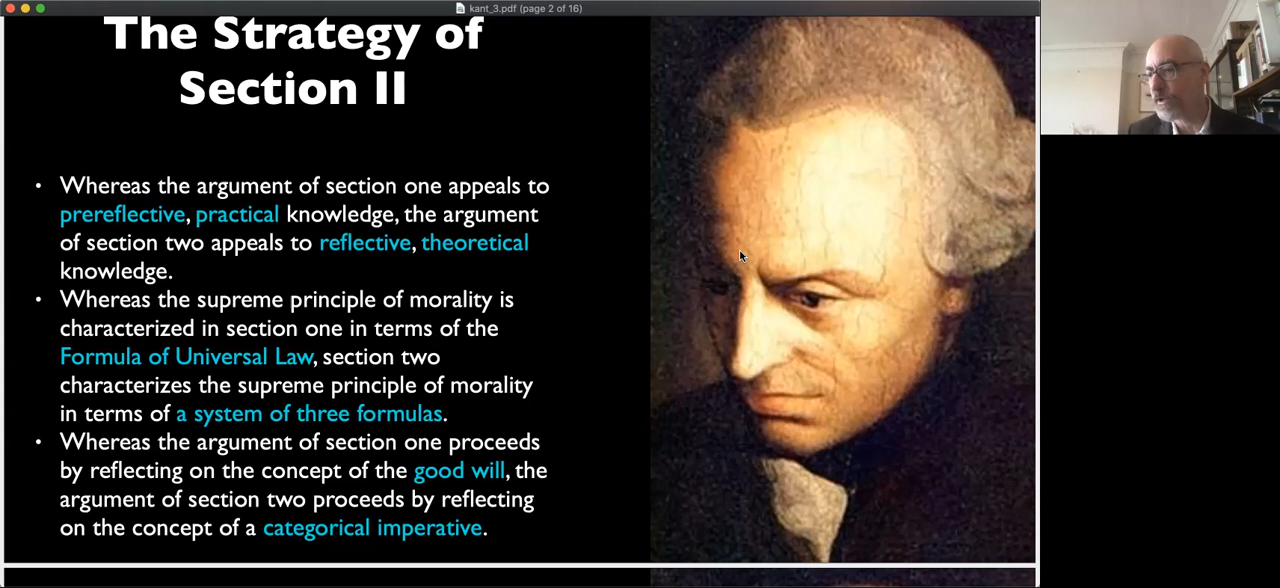 kant_3.pdf (page 2 of 16)
The Strategy of
Section II
• Whereas the argument of section one appeals to
prereflective, practical knowledge, the argument
of section two appeals to reflective, theoretical
knowledge.
• Whereas the supreme principle of morality is
characterized in section one in terms of the
Formula of Universal Law, section two
characterizes the supreme principle of morality
in terms of a system of three formulas.
• Whereas the argument of section one proceeds
by reflecting on the concept of the good will, the
argument of section two proceeds by reflecting
on the concept of a categorical imperative.